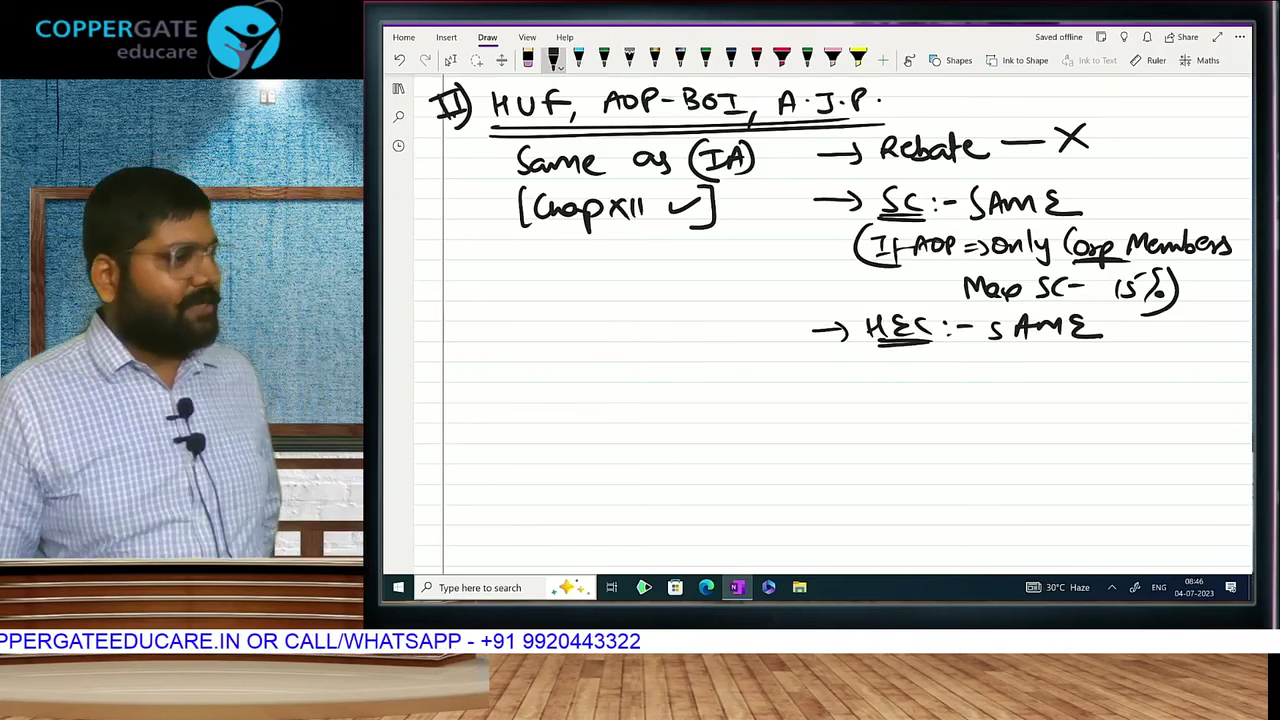 COPPERGATE
educare
Home Insert Draw View Help
Saved offline
Share
Shapes
Ink to Shape
Ink to Text
Ruler
Maths
II) HUF, AOP-BOI, A.J.P.
Same as (IA)
[Chap XII ✓]
→ Rebate — X
→ SC :- SAME
(If AOP => only Corp Members
Max SC - 15%)
→ HEC :- SAME
Type here to search
30°C Haze
ENG
08:46
04-07-2023
PPERGATEEDUCARE.IN OR CALL/WHATSAPP - +91 9920443322